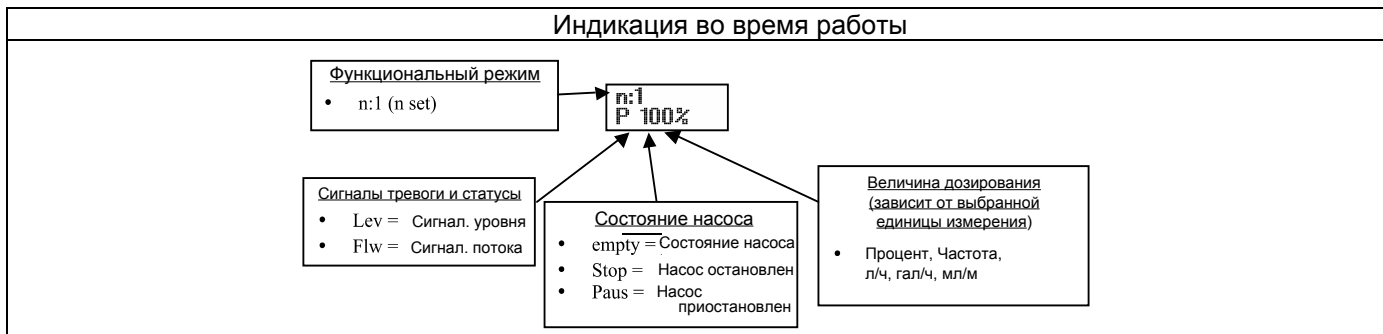 Индикация во время работы
Функциональный режим
• n:1 (n set)
n:1
P 100%
Сигналы тревоги и статусы
• Lev = Сигнал. уровня
• Flw = Сигнал. потока
Состояние насоса
• empty = Состояние насоса
• Stop = Насос остановлен
• Paus = Насос
приостановлен
Величина дозирования
(зависит от выбранной
единицы измерения)
• Процент, Частота,
л/ч, гал/ч, мл/м